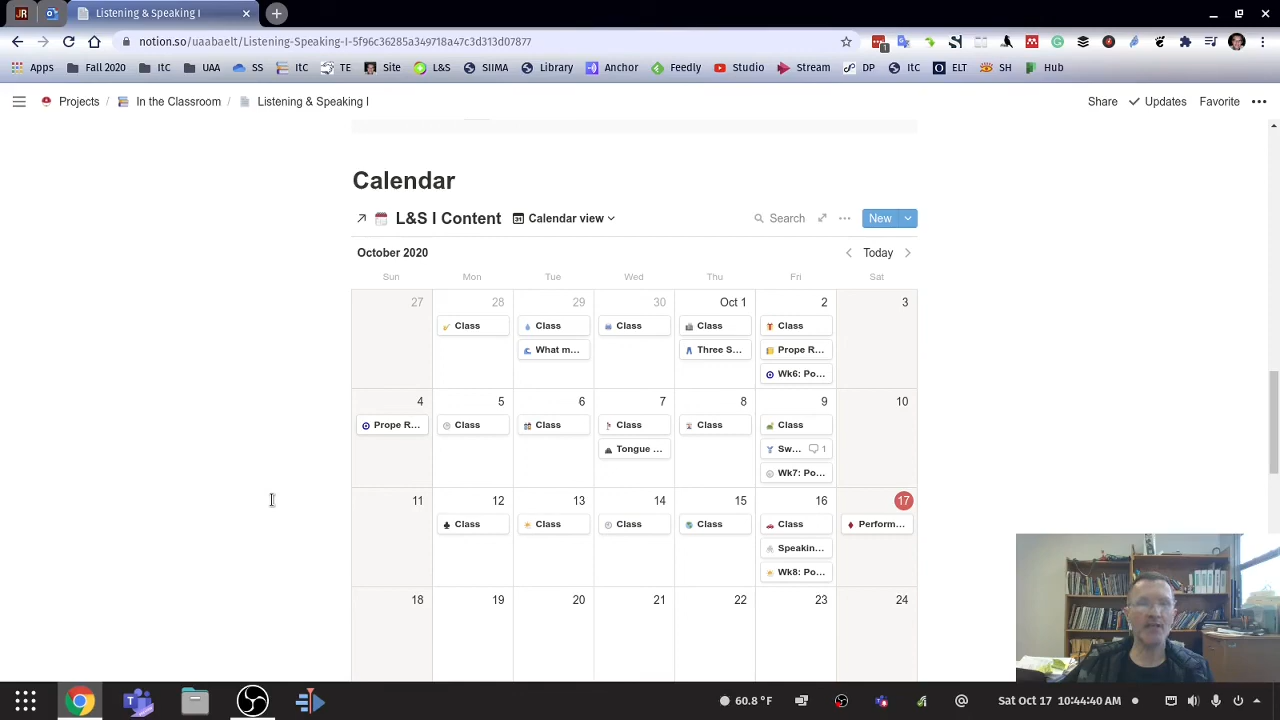 JR
Listening & Speaking I
notion.so/uaabaelt/Listening-Speaking-I-5f96c36285a349718a47c3d313d07877
1
Apps Fall 2020 ItC UAA SS ItC TE Site L&S SIIMA Library Anchor Feedly Studio Stream DP ItC ELT SH Hub
Projects / In the Classroom / Listening & Speaking I Share Updates Favorite
Calendar
L&S I Content Calendar view Search New
October 2020 Today
Sun Mon Tue Wed Thu Fri Sat
27 28 29 30 Oct 1 2 3
Class Class Class Class Class
What m... Three S... Prope R...
Wk6: Po...
4 5 6 7 8 9 10
Prope R... Class Class Class Class Class
Tongue ... Sw... 1
Wk7: Po...
11 12 13 14 15 16 17
Class Class Class Class Class Perform...
Speakin...
Wk8: Po...
18 19 20 21 22 23 24
60.8 °F Sat Oct 17 10:44:40 AM